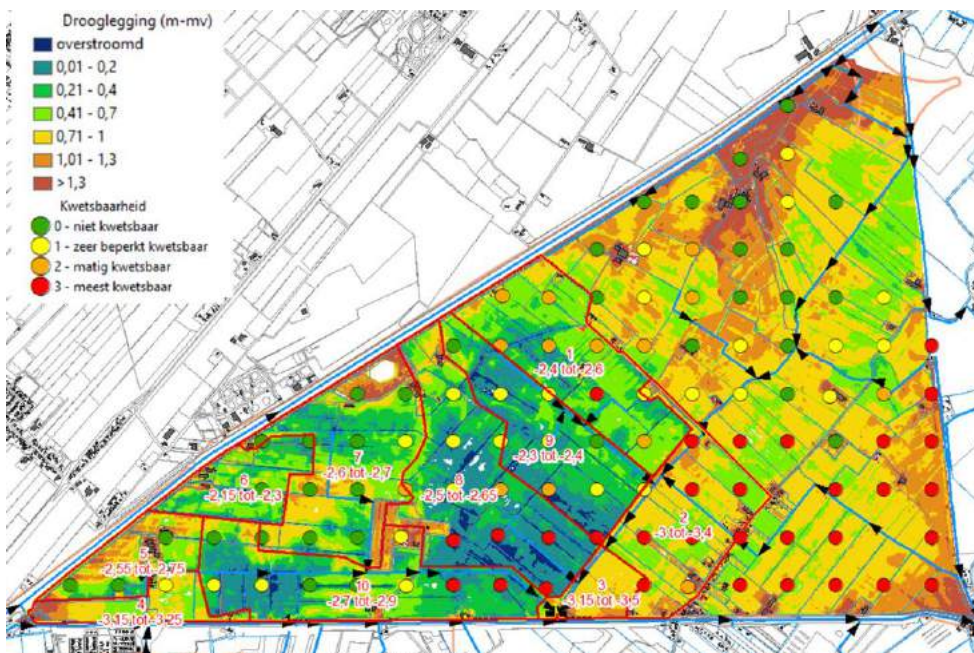 Drooglegging (m-mv)
overstroomd
0,01 - 0,2
0,21 - 0,4
0,41 - 0,7
0,71 - 1
1,01 - 1,3
>1,3
Kwetsbaarheid
0 - niet kwetsbaar
1 - zeer beperkt kwetsbaar
2 - matig kwetsbaar
3 - meest kwetsbaar
1
-2,4 tot -2,6
9
-2,3 tot -2,4
7
-2,6 tot -2,7
6
-2,15 tot -2,3
8
-2,5 tot -2,65
2
-3 tot -3,4
5
-2,55 tot -2,75
10
-2,7 tot -2,9
3
-3,15 tot -3,5
4
-3,15 tot -3,25